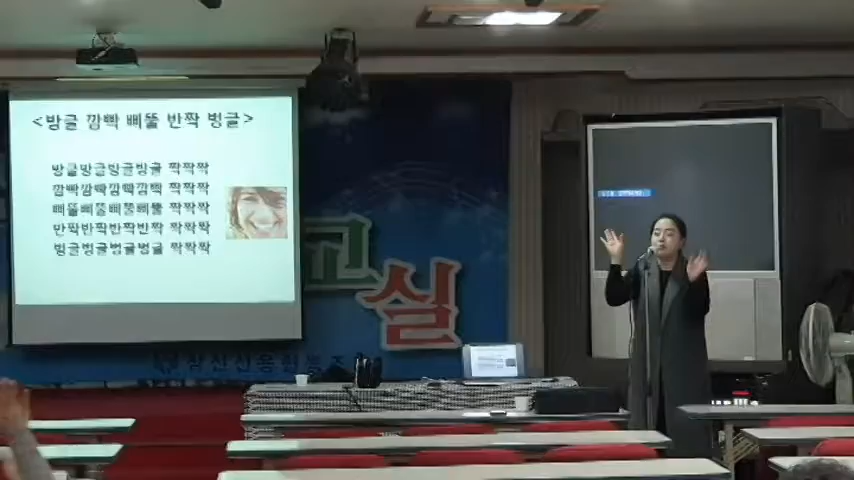 <방글 깜빡 삐뚤 반짝 벙글>
방글방글방글방글 짝짝짝
깜빡깜빡깜빡깜빡 짝짝짝
삐뚤삐뚤삐뚤삐뚤 짝짝짝
반짝반짝반짝반짝 짝짝짝
벙글벙글벙글벙글 짝짝짝
교실